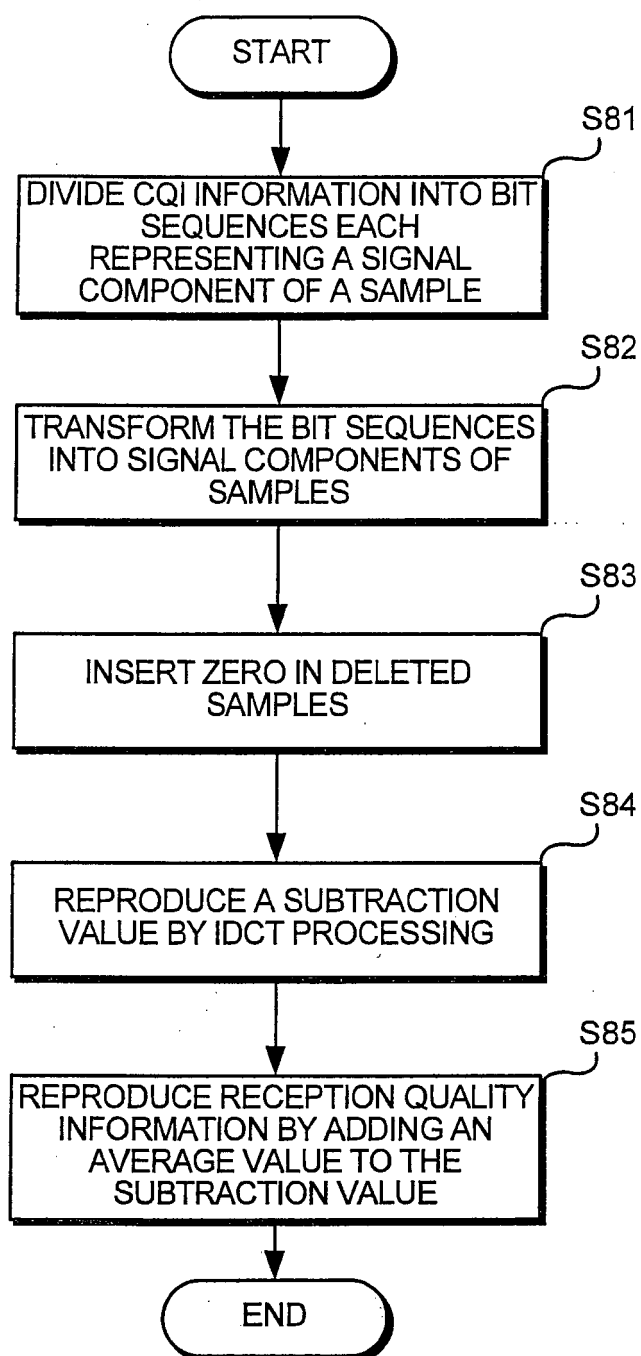 START
S81
DIVIDE CQI INFORMATION INTO BIT
SEQUENCES EACH
REPRESENTING A SIGNAL
COMPONENT OF A SAMPLE
S82
TRANSFORM THE BIT SEQUENCES
INTO SIGNAL COMPONENTS OF
SAMPLES
S83
INSERT ZERO IN DELETED
SAMPLES
S84
REPRODUCE A SUBTRACTION
VALUE BY IDCT PROCESSING
S85
REPRODUCE RECEPTION QUALITY
INFORMATION BY ADDING AN
AVERAGE VALUE TO THE
SUBTRACTION VALUE
END